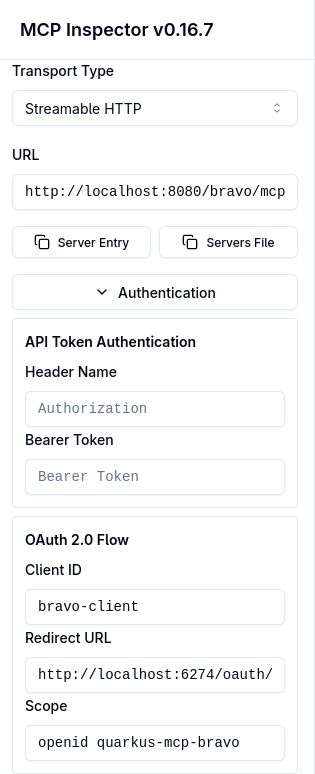 MCP Inspector v0.16.7
Transport Type
Streamable HTTP
URL
http://localhost:8080/bravo/mcp
Server Entry
Servers File
Authentication
API Token Authentication
Header Name
Authorization
Bearer Token
Bearer Token
OAuth 2.0 Flow
Client ID
bravo-client
Redirect URL
http://localhost:6274/oauth/
Scope
openid quarkus-mcp-bravo